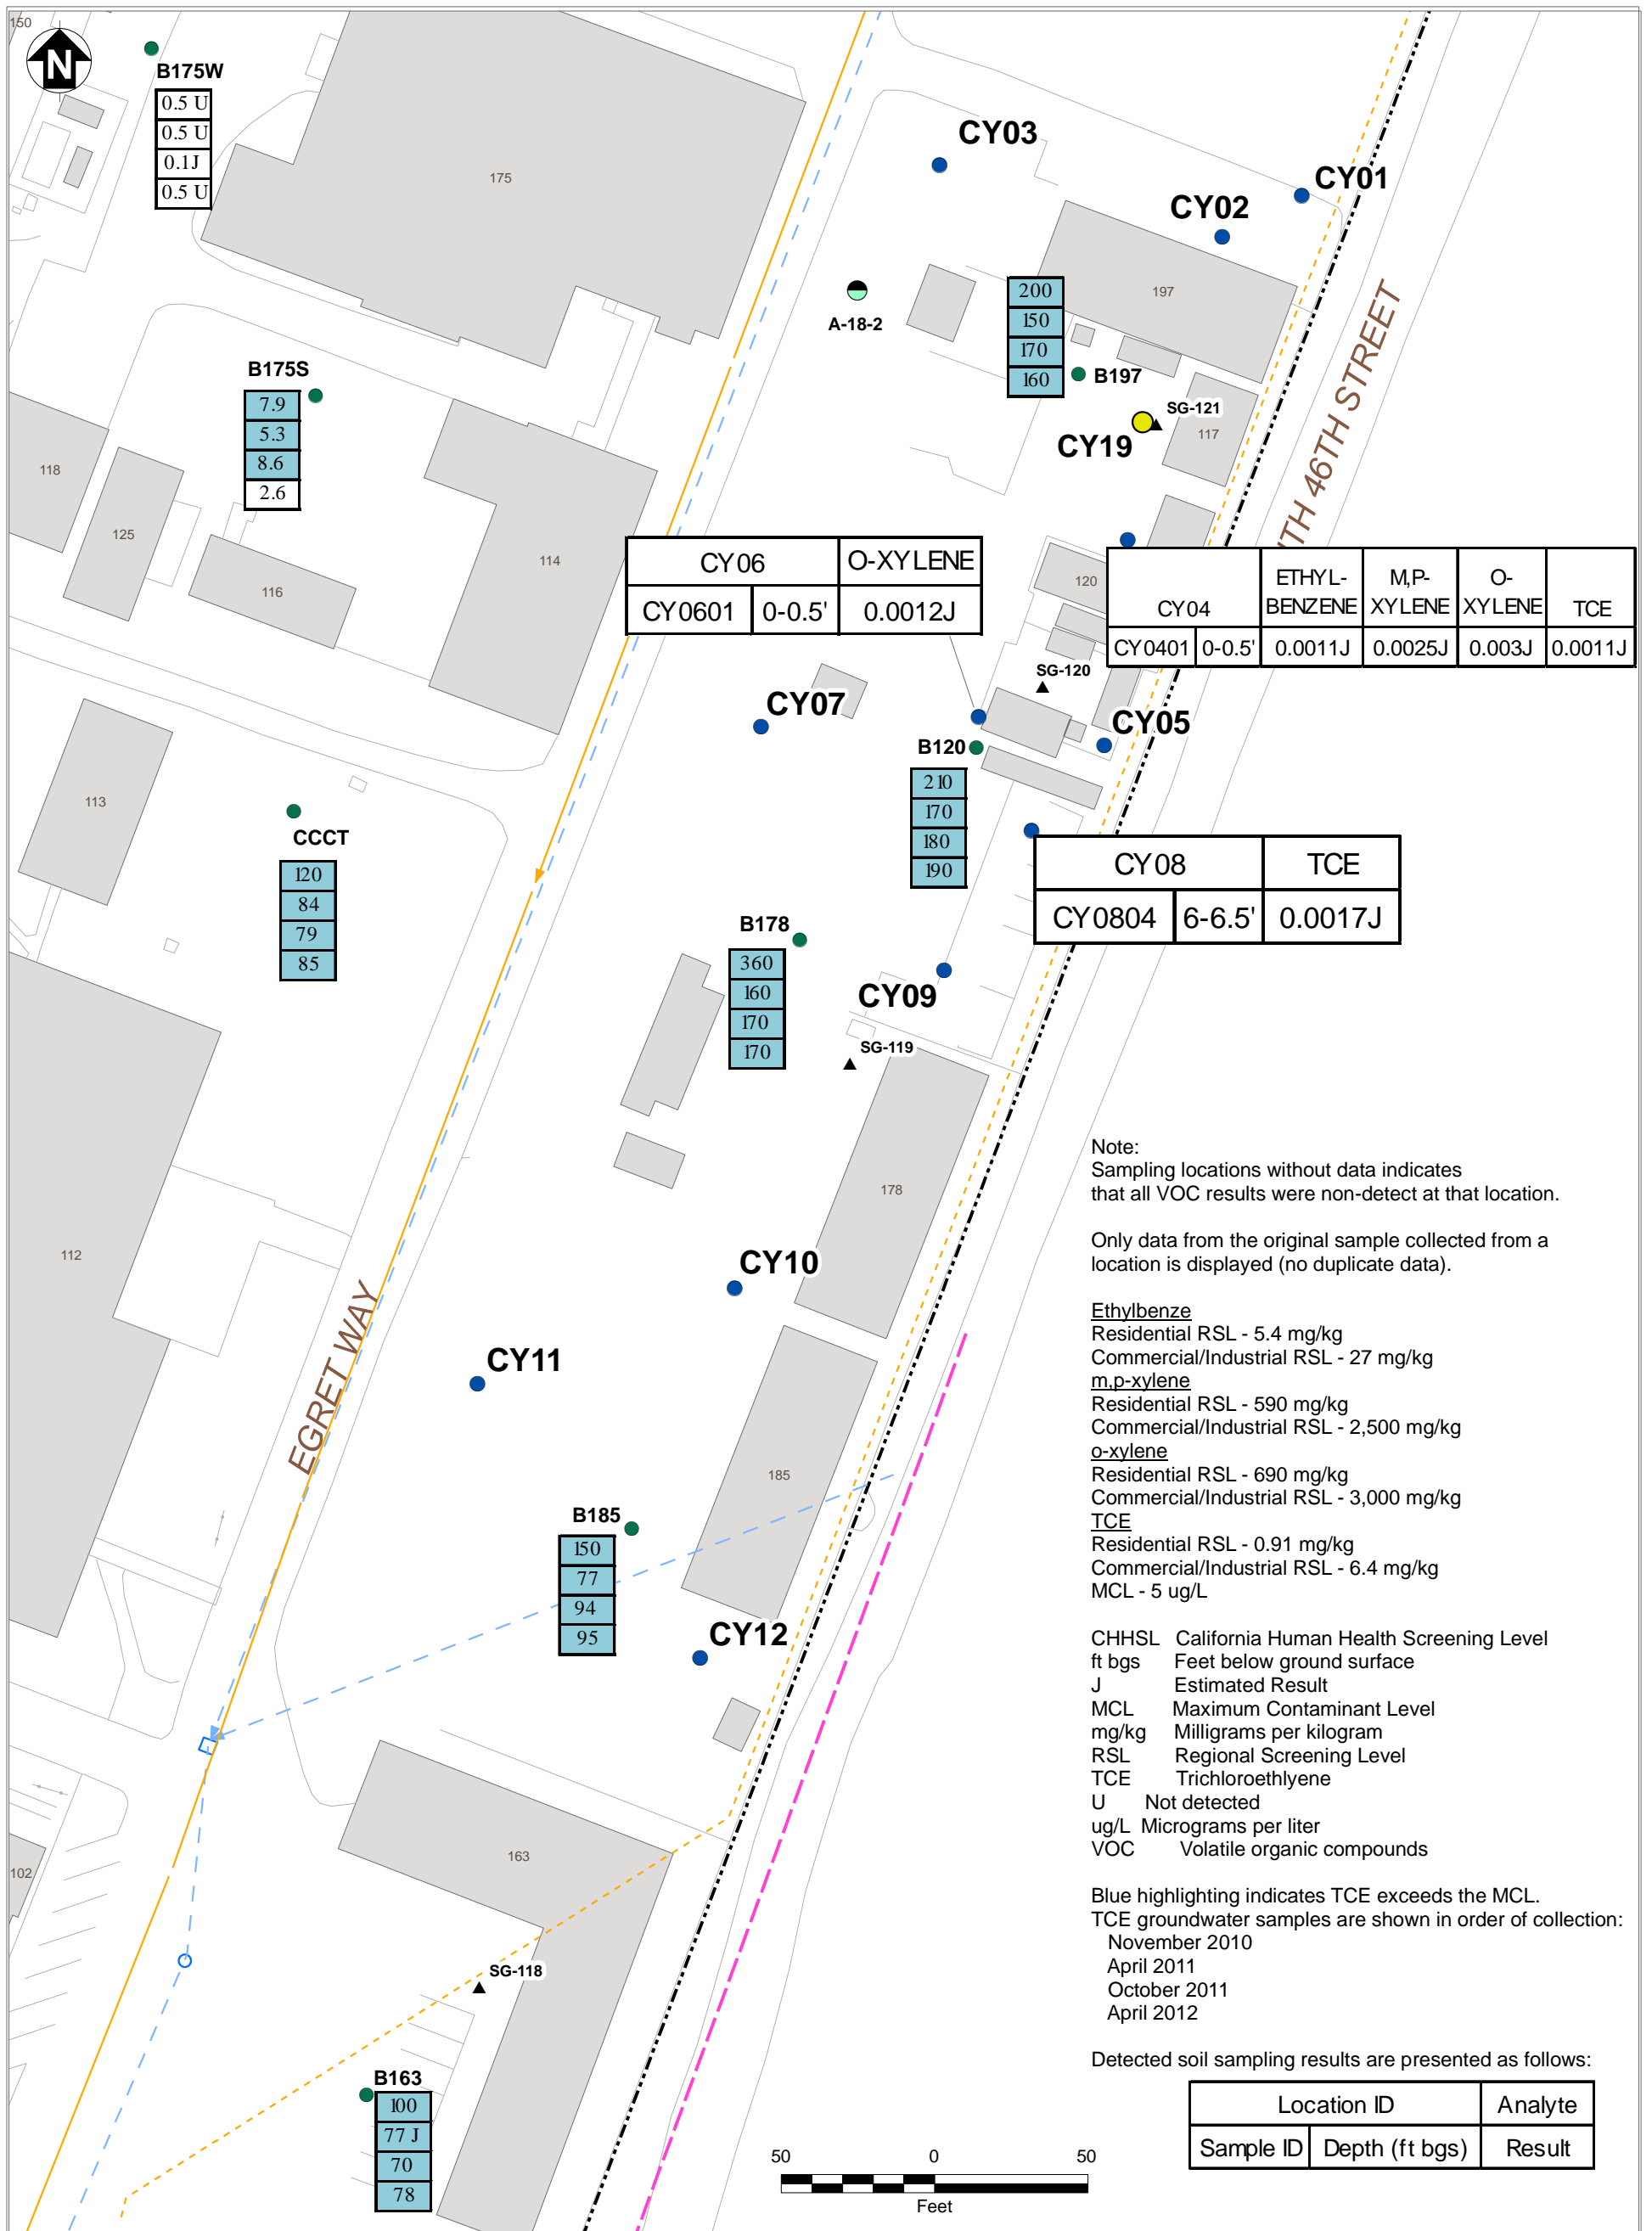 150
N
B175W
0.5 U
0.5 U
0.1J
0.5 U
175
CY03
CY01
CY02
197
A-18-2
200
150
170
160
B197
SG-121
CY19
117
B175S
7.9
5.3
8.6
2.6
118
125
116
114
TH 46TH STREET
CY06 O-XYLENE
CY0601 0-0.5' 0.0012J
120
CY04 ETHYL-BENZENE M,P-XYLENE O-XYLENE TCE
CY0401 0-0.5' 0.0011J 0.0025J 0.003J 0.0011J
SG-120
CY07
CY05
B120
210
170
180
190
113
CCCT
120
84
79
85
CY08 TCE
CY0804 6-6.5' 0.0017J
B178
360
160
170
170
CY09
SG-119
178
112
EGRET WAY
CY10
CY11
185
B185
150
77
94
95
CY12
163
102
SG-118
B163
100
77 J
70
78
Note:
Sampling locations without data indicates
that all VOC results were non-detect at that location.
Only data from the original sample collected from a
location is displayed (no duplicate data).
Ethylbenze
Residential RSL - 5.4 mg/kg
Commercial/Industrial RSL - 27 mg/kg
m,p-xylene
Residential RSL - 590 mg/kg
Commercial/Industrial RSL - 2,500 mg/kg
o-xylene
Residential RSL - 690 mg/kg
Commercial/Industrial RSL - 3,000 mg/kg
TCE
Residential RSL - 0.91 mg/kg
Commercial/Industrial RSL - 6.4 mg/kg
MCL - 5 ug/L
CHHSL California Human Health Screening Level
ft bgs Feet below ground surface
J Estimated Result
MCL Maximum Contaminant Level
mg/kg Milligrams per kilogram
RSL Regional Screening Level
TCE Trichloroethlyene
U Not detected
ug/L Micrograms per liter
VOC Volatile organic compounds
Blue highlighting indicates TCE exceeds the MCL.
TCE groundwater samples are shown in order of collection:
November 2010
April 2011
October 2011
April 2012
Detected soil sampling results are presented as follows:
Location ID Analyte
Sample ID Depth (ft bgs) Result
50 0 50
Feet